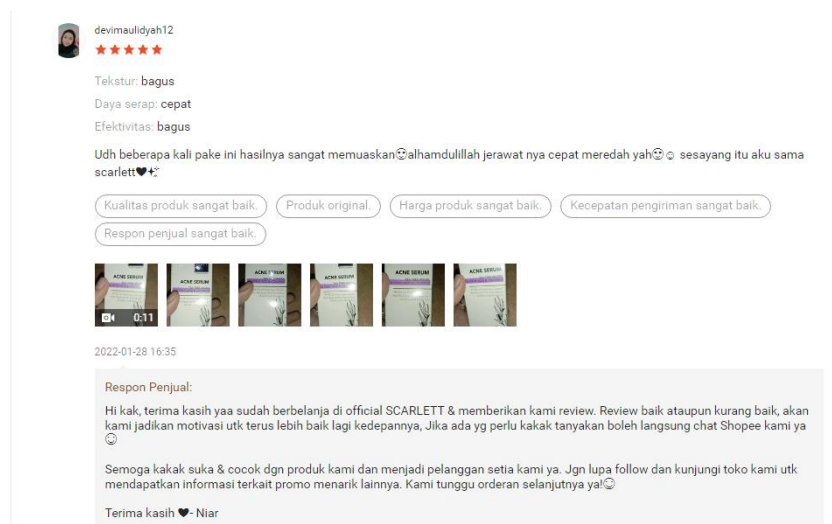 devimaulidyah12
Tekstur: bagus
Daya serap: cepat
Efektivitas: bagus
Udh beberapa kali pake ini hasilnya sangat memuaskan☺alhamdulillah jerawat nya cepat meredah yah☺☺ sesayang itu aku sama
scarlett♥✨
Kualitas produk sangat baik. Produk original. Harga produk sangat baik. Kecepatan pengiriman sangat baik.
Respon penjual sangat baik.
ACNE SERUM ACNE SERUM ACNE SERUM ACNE SERUM ACNE SERUM ACNE SERUM
0:11
2022-01-28 16:35
Respon Penjual:
Hi kak, terima kasih yaa sudah berbelanja di official SCARLETT & memberikan kami review. Review baik ataupun kurang baik, akan
kami jadikan motivasi utk terus lebih baik lagi kedepannya, Jika ada yg perlu kakak tanyakan boleh langsung chat Shopee kami ya
☺
Semoga kakak suka & cocok dgn produk kami dan menjadi pelanggan setia kami ya. Jgn lupa follow dan kunjungi toko kami utk
mendapatkan informasi terkait promo menarik lainnya. Kami tunggu orderan selanjutnya ya!☺
Terima kasih ♥- Niar